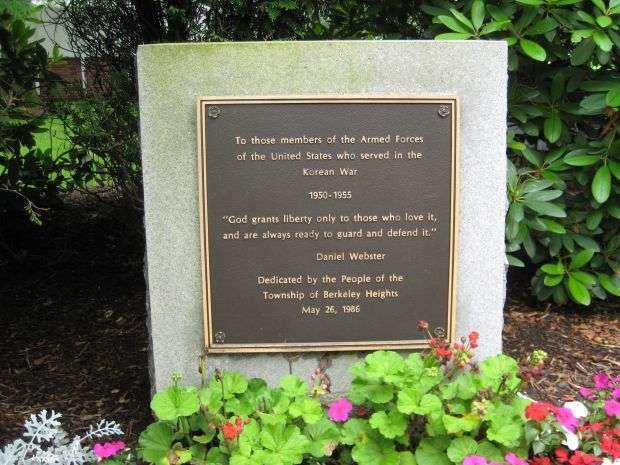 To those members of the Armed Forces
of the United States who served in the
Korean War
1950-1955
"God grants liberty only to those who love it,
and are always ready to guard and defend it."
Daniel Webster
Dedicated by the People of the
Township of Berkeley Heights
May 26, 1986